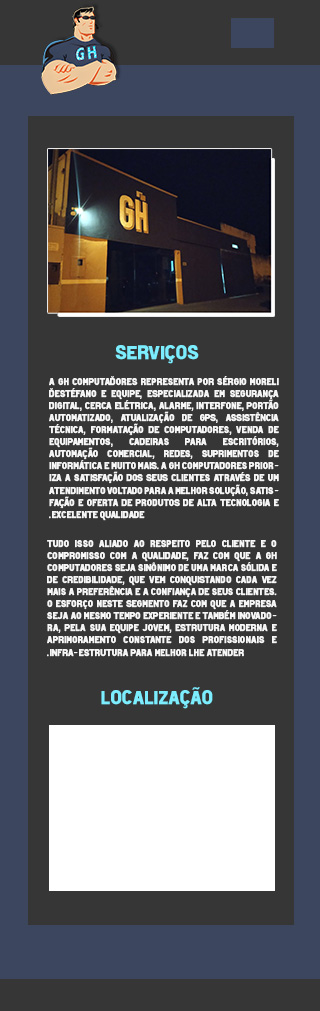 GH
GH
SERVIÇOS
A GH COMPUTADORES REPRESENTA POR SÉRGIO MORELI
DESTÉFANO E EQUIPE, ESPECIALIZADA EM SEGURANÇA
DIGITAL, CERCA ELÉTRICA, ALARME, INTERFONE, PORTÃO
AUTOMATIZADO, ATUALIZAÇÃO DE GPS, ASSISTÊNCIA
TÉCNICA, FORMATAÇÃO DE COMPUTADORES, VENDA DE
EQUIPAMENTOS, CADEIRAS PARA ESCRITÓRIOS,
AUTOMAÇÃO COMERCIAL, REDES, SUPRIMENTOS DE
INFORMÁTICA E MUITO MAIS. A GH COMPUTADORES PRIOR-
IZA A SATISFAÇÃO DOS SEUS CLIENTES ATRAVÉS DE UM
ATENDIMENTO VOLTADO PARA A MELHOR SOLUÇÃO, SATIS-
FAÇÃO E OFERTA DE PRODUTOS DE ALTA TECNOLOGIA E
.EXCELENTE QUALIDADE
TUDO ISSO ALIADO AO RESPEITO PELO CLIENTE E O
COMPROMISSO COM A QUALIDADE, FAZ COM QUE A GH
COMPUTADORES SEJA SINÔNIMO DE UMA MARCA SÓLIDA E
DE CREDIBILIDADE, QUE VEM CONQUISTANDO CADA VEZ
MAIS A PREFERÊNCIA E A CONFIANÇA DE SEUS CLIENTES.
O ESFORÇO NESTE SEGMENTO FAZ COM QUE A EMPRESA
SEJA AO MESMO TEMPO EXPERIENTE E TAMBÉM INOVADO-
RA, PELA SUA EQUIPE JOVEM, ESTRUTURA MODERNA E
APRIMORAMENTO CONSTANTE DOS PROFISSIONAIS E
.INFRA-ESTRUTURA PARA MELHOR LHE ATENDER
LOCALIZAÇÃO